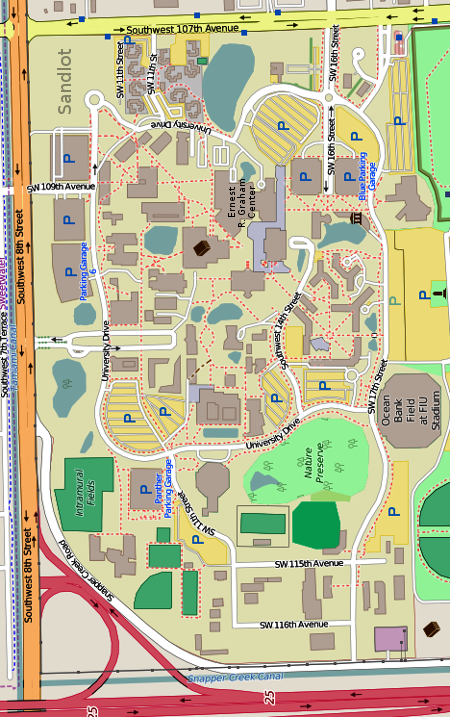 Southwest 107th Avenue
SW 11th Street
SW 11th St
SW 16th Street
Sandlot
University Drive
P
P
P
P
SW 16th Street
P
P
P
Blue Parking
Garage
SW 109th Avenue
Ernest
R. Graham
Center
P
Southwest 8th Street
P
Parking Garage
6
P
P
Southwest 7th Terrace
Sweetwater
Tamiami Canal
Southwest 14th Street
University Drive
SW 17th Street
P
P
P
P
Ocean
Bank
Field
at FIU
Stadium
University Drive
Nature
Preserve
Intramural
Fields
P
Panther
Parking Garage
SW 11th Street
P
P
Southwest 8th Street
Snapper Creek Road
SW 115th Avenue
SW 116th Avenue
Snapper Creek Canal
25
25